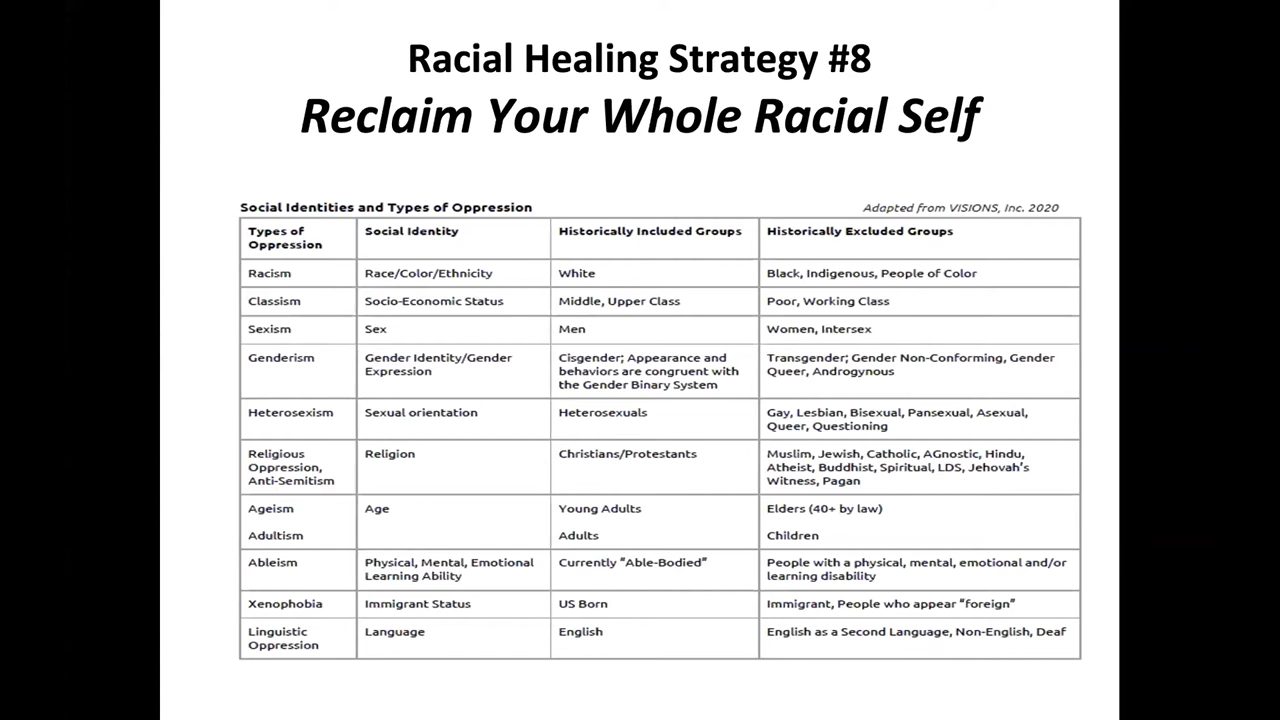 Racial Healing Strategy #8
Reclaim Your Whole Racial Self
Social Identities and Types of Oppression
Adapted from VISIONS, Inc. 2020
Types of Oppression Social Identity Historically Included Groups Historically Excluded Groups
Racism Race/Color/Ethnicity White Black, Indigenous, People of Color
Classism Socio-Economic Status Middle, Upper Class Poor, Working Class
Sexism Sex Men Women, Intersex
Genderism Gender Identity/Gender Expression Cisgender; Appearance and behaviors are congruent with the Gender Binary System Transgender; Gender Non-Conforming, Gender Queer, Androgynous
Heterosexism Sexual orientation Heterosexuals Gay, Lesbian, Bisexual, Pansexual, Asexual, Queer, Questioning
Religious Oppression, Anti-Semitism Religion Christians/Protestants Muslim, Jewish, Catholic, AGnostic, Hindu, Atheist, Buddhist, Spiritual, LDS, Jehovah's Witness, Pagan
Ageism Age Young Adults Elders (40+ by law)
Adultism Adults Children
Ableism Physical, Mental, Emotional Learning Ability Currently "Able-Bodied" People with a physical, mental, emotional and/or learning disability
Xenophobia Immigrant Status US Born Immigrant, People who appear "foreign"
Linguistic Oppression Language English English as a Second Language, Non-English, Deaf